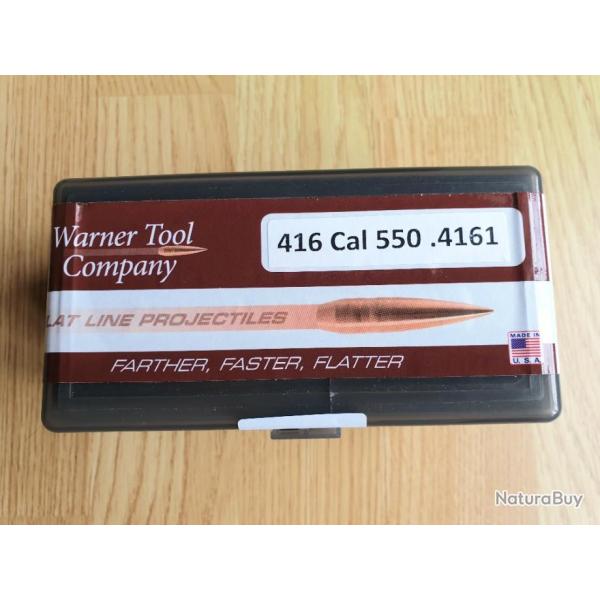 Warner Tool
Company
416 Cal 550 .4161
LAT LINE PROJECTILES
MADE IN
U.S.A.
FARTHER, FASTER, FLATTER
NaturaBuy